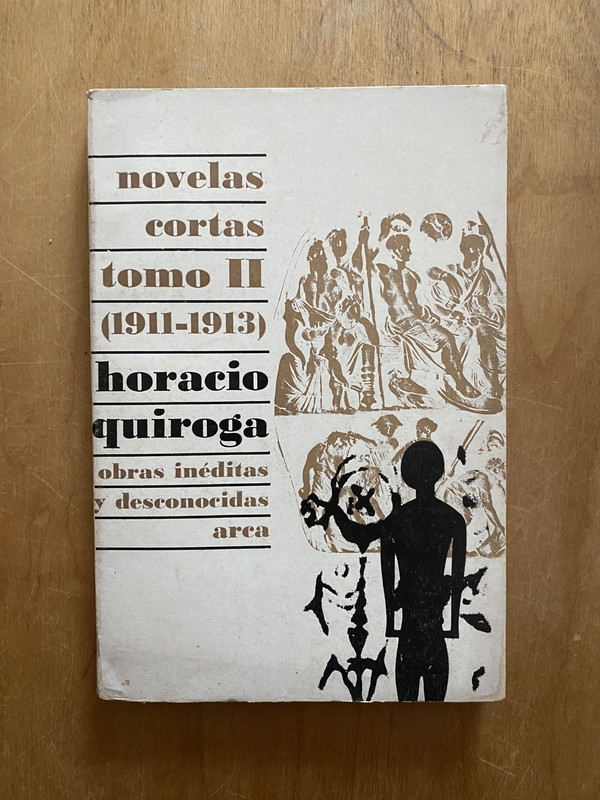 novelas
cortas
tomo II
(1911-1913)
horacio
quiroga
obras inéditas
y desconocidas
arca